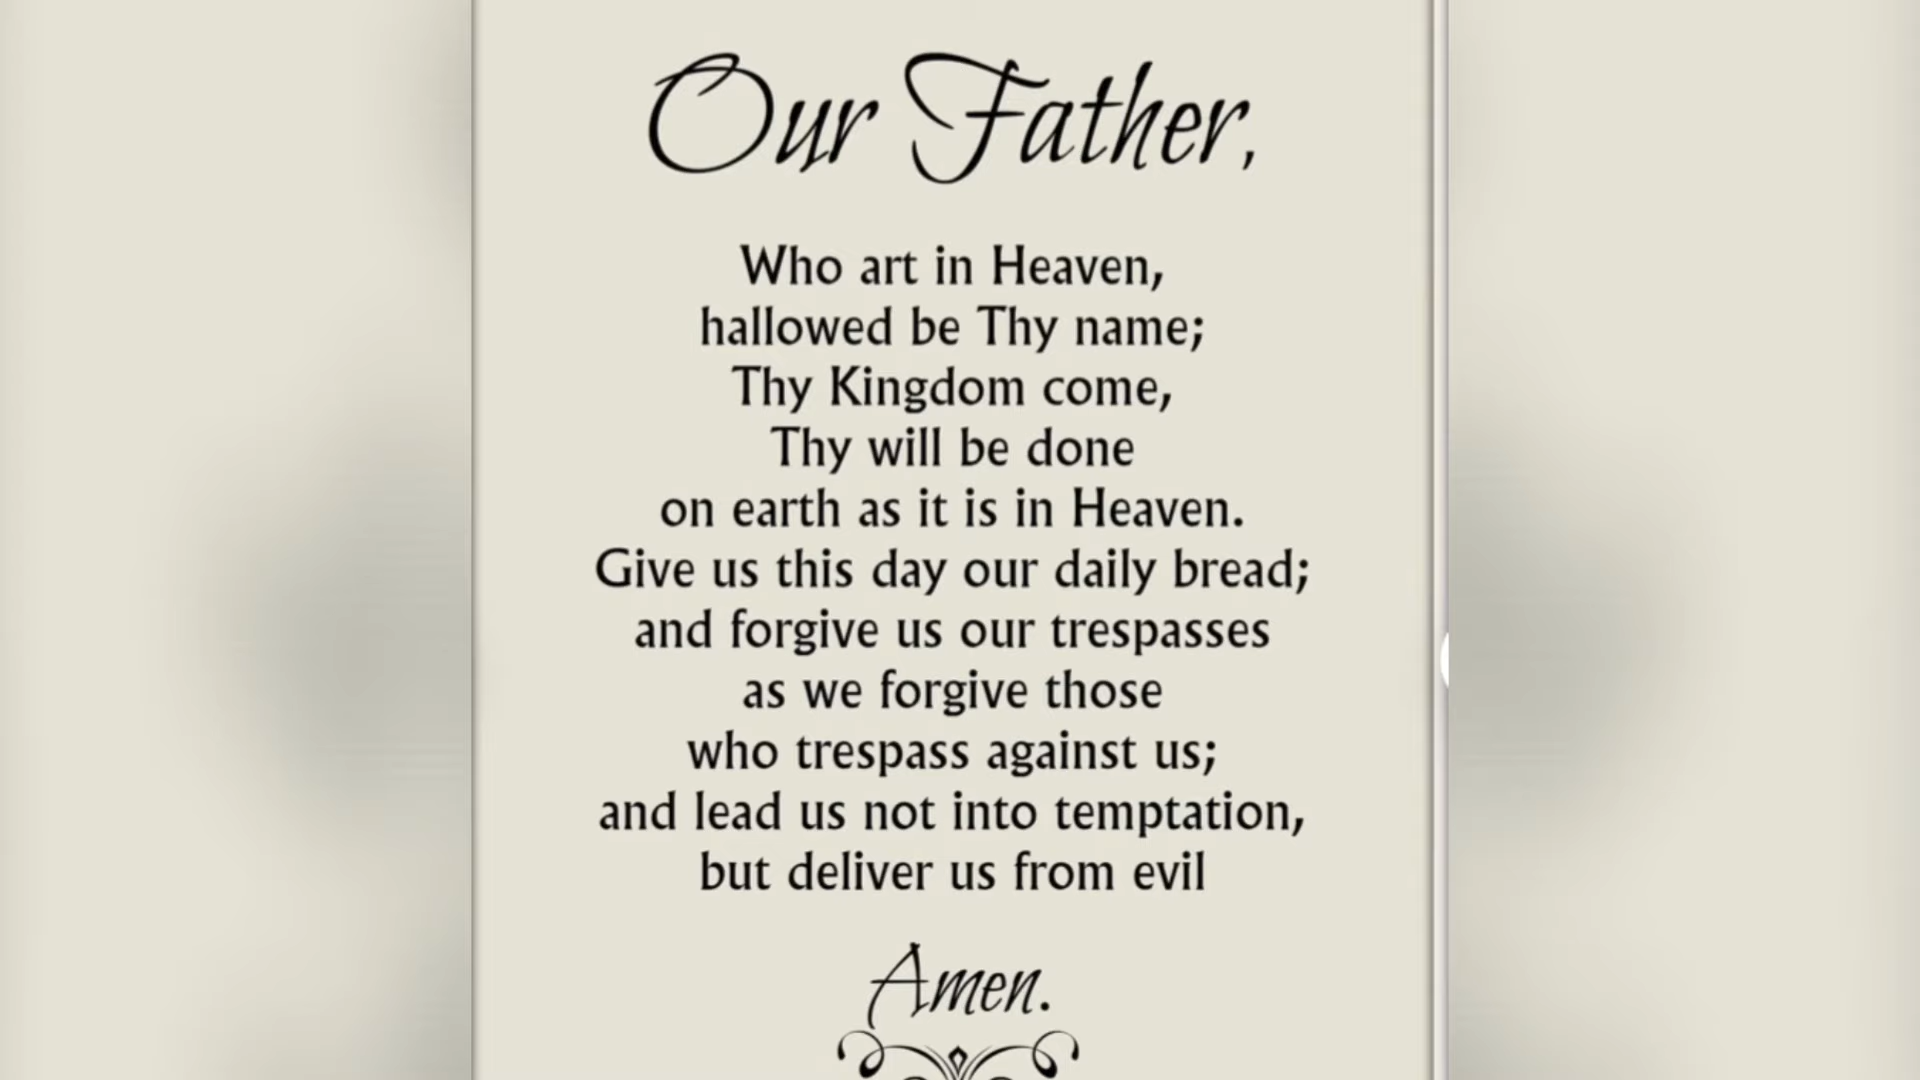 Our Father,
Who art in Heaven,
hallowed be Thy name;
Thy Kingdom come,
Thy will be done
on earth as it is in Heaven.
Give us this day our daily bread;
and forgive us our trespasses
as we forgive those
who trespass against us;
and lead us not into temptation,
but deliver us from evil
Amen.